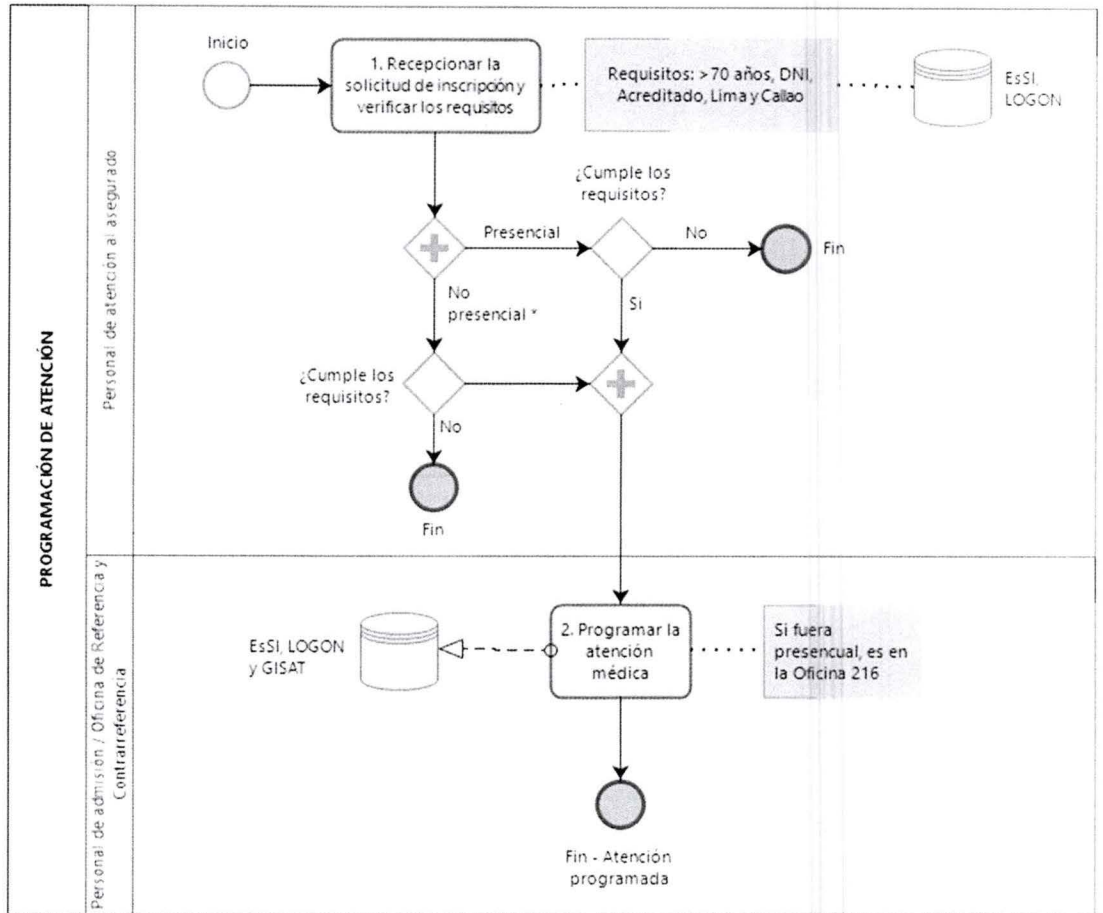 PROGRAMACIÓN DE ATENCIÓN
Personal de atención al asegurado
Inicio
1. Recepcionar la
solicitud de inscripción y
verificar los requisitos
Requisitos: >70 años, DNI,
Acreditado, Lima y Callao
EsSI,
LOGON
¿Cumple los
requisitos?
Presencial
No
Fin
No
presencial *
Si
¿Cumple los
requisitos?
No
Fin
Personal de admisión / Oficina de Referencia y
Contrarreferencia
EsSI, LOGON
y GISAT
2. Programar la
atención
médica
Si fuera
presencual, es en
la Oficina 216
Fin - Atención
programada